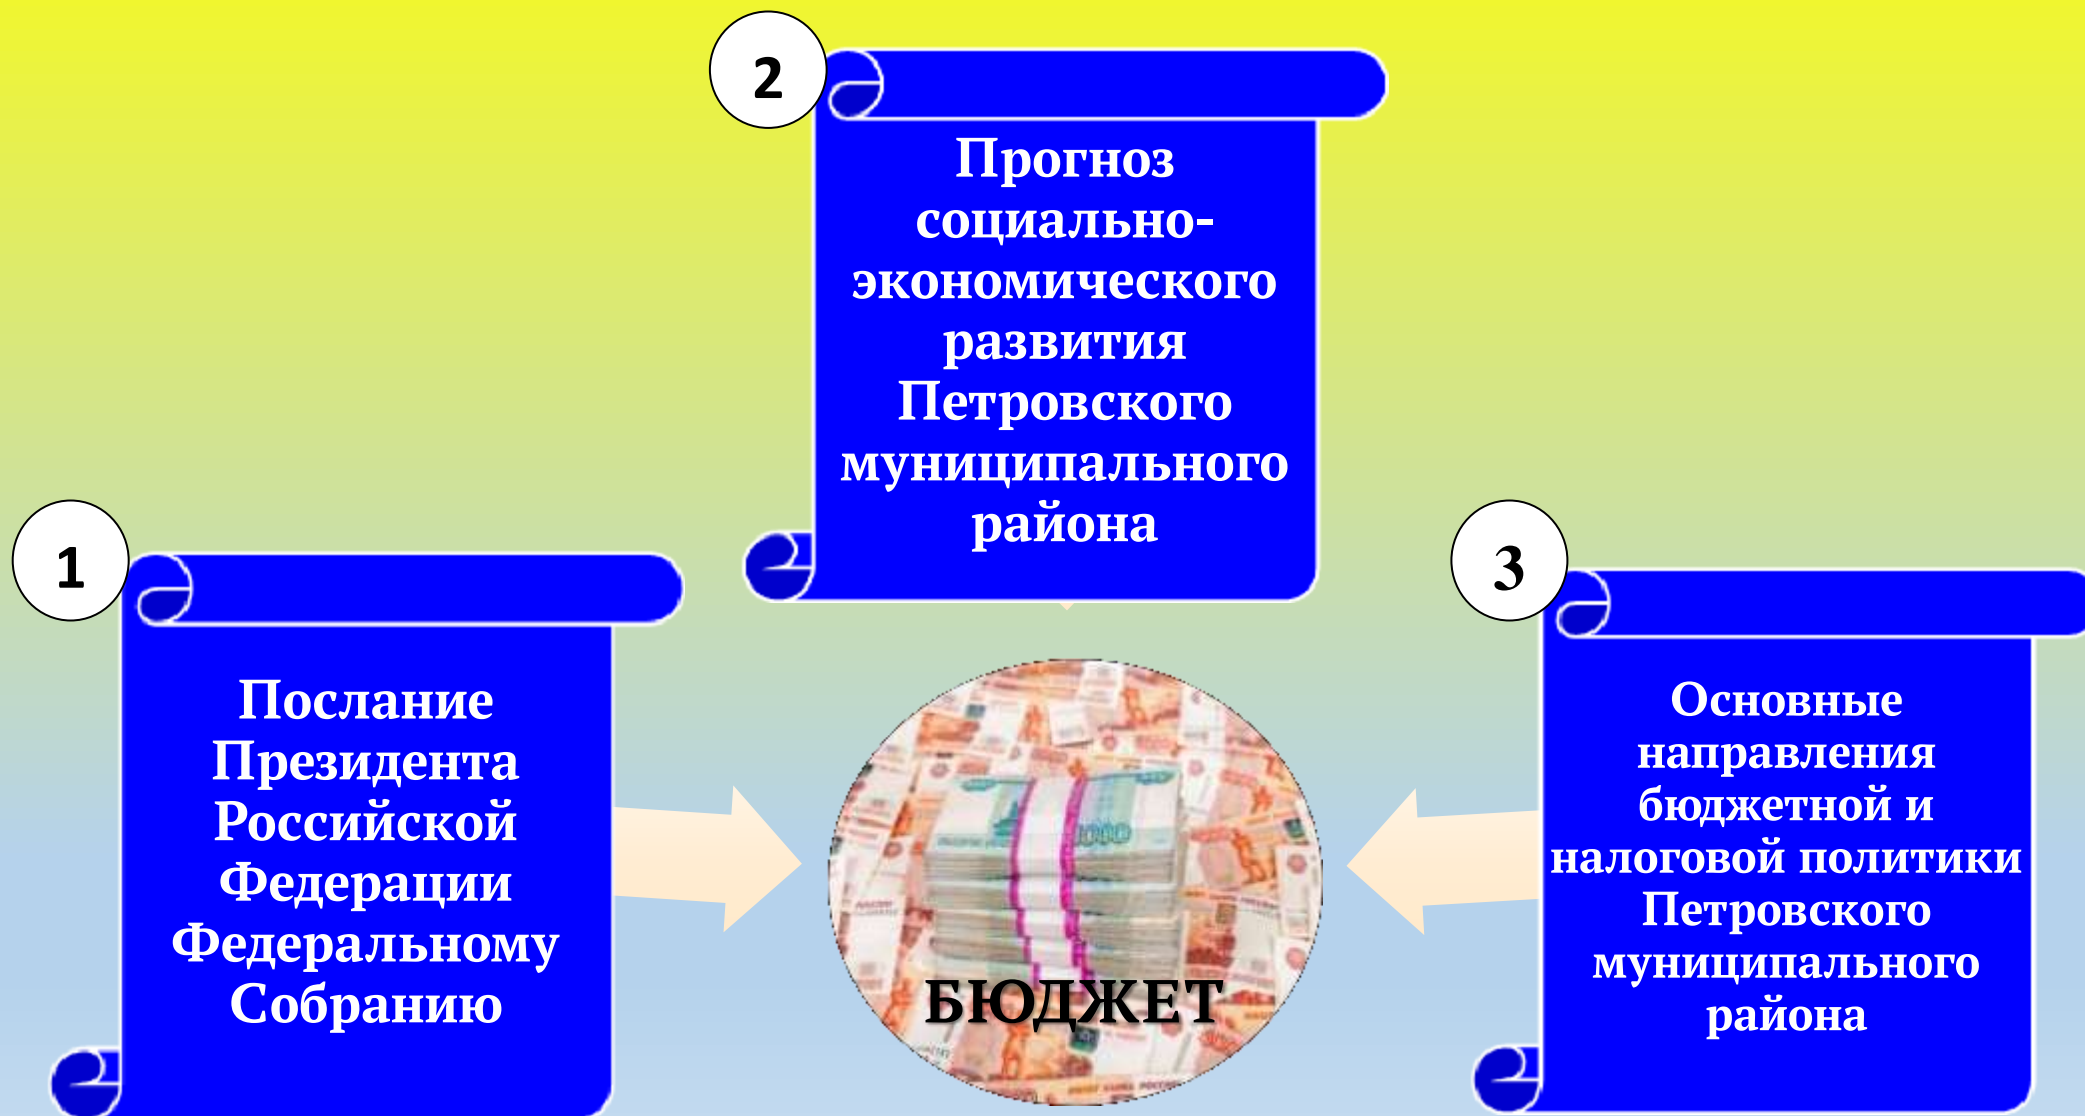 1
Послание
Президента
Российской
Федерации
Федеральному
Собранию
2
Прогноз
социально-
экономического
развития
Петровского
муниципального
района
3
Основные
направления
бюджетной и
налоговой политики
Петровского
муниципального
района
1000
БЮДЖЕТ